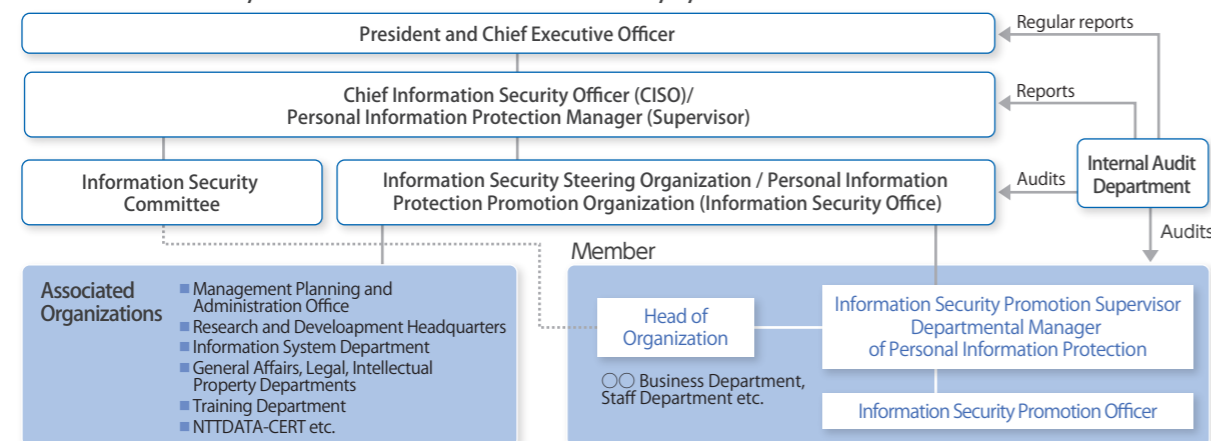 President and Chief Executive Officer
Regular reports
Chief Information Security Officer (CISO)/
Personal Information Protection Manager (Supervisor)
Reports
Internal Audit
Department
Information Security
Committee
Information Security Steering Organization / Personal Information
Protection Promotion Organization (Information Security Office)
Audits
Audits
Member
Associated
Organizations
■ Management Planning and
Administration Office
■ Research and Develoapment Headquarters
■ Information System Department
■ General Affairs, Legal, Intellectual
Property Departments
■ Training Department
■ NTTDATA-CERT etc.
Head of
Organization
〇〇 Business Department,
Staff Department etc.
Information Security Promotion Supervisor
Departmental Manager
of Personal Information Protection
Information Security Promotion Officer